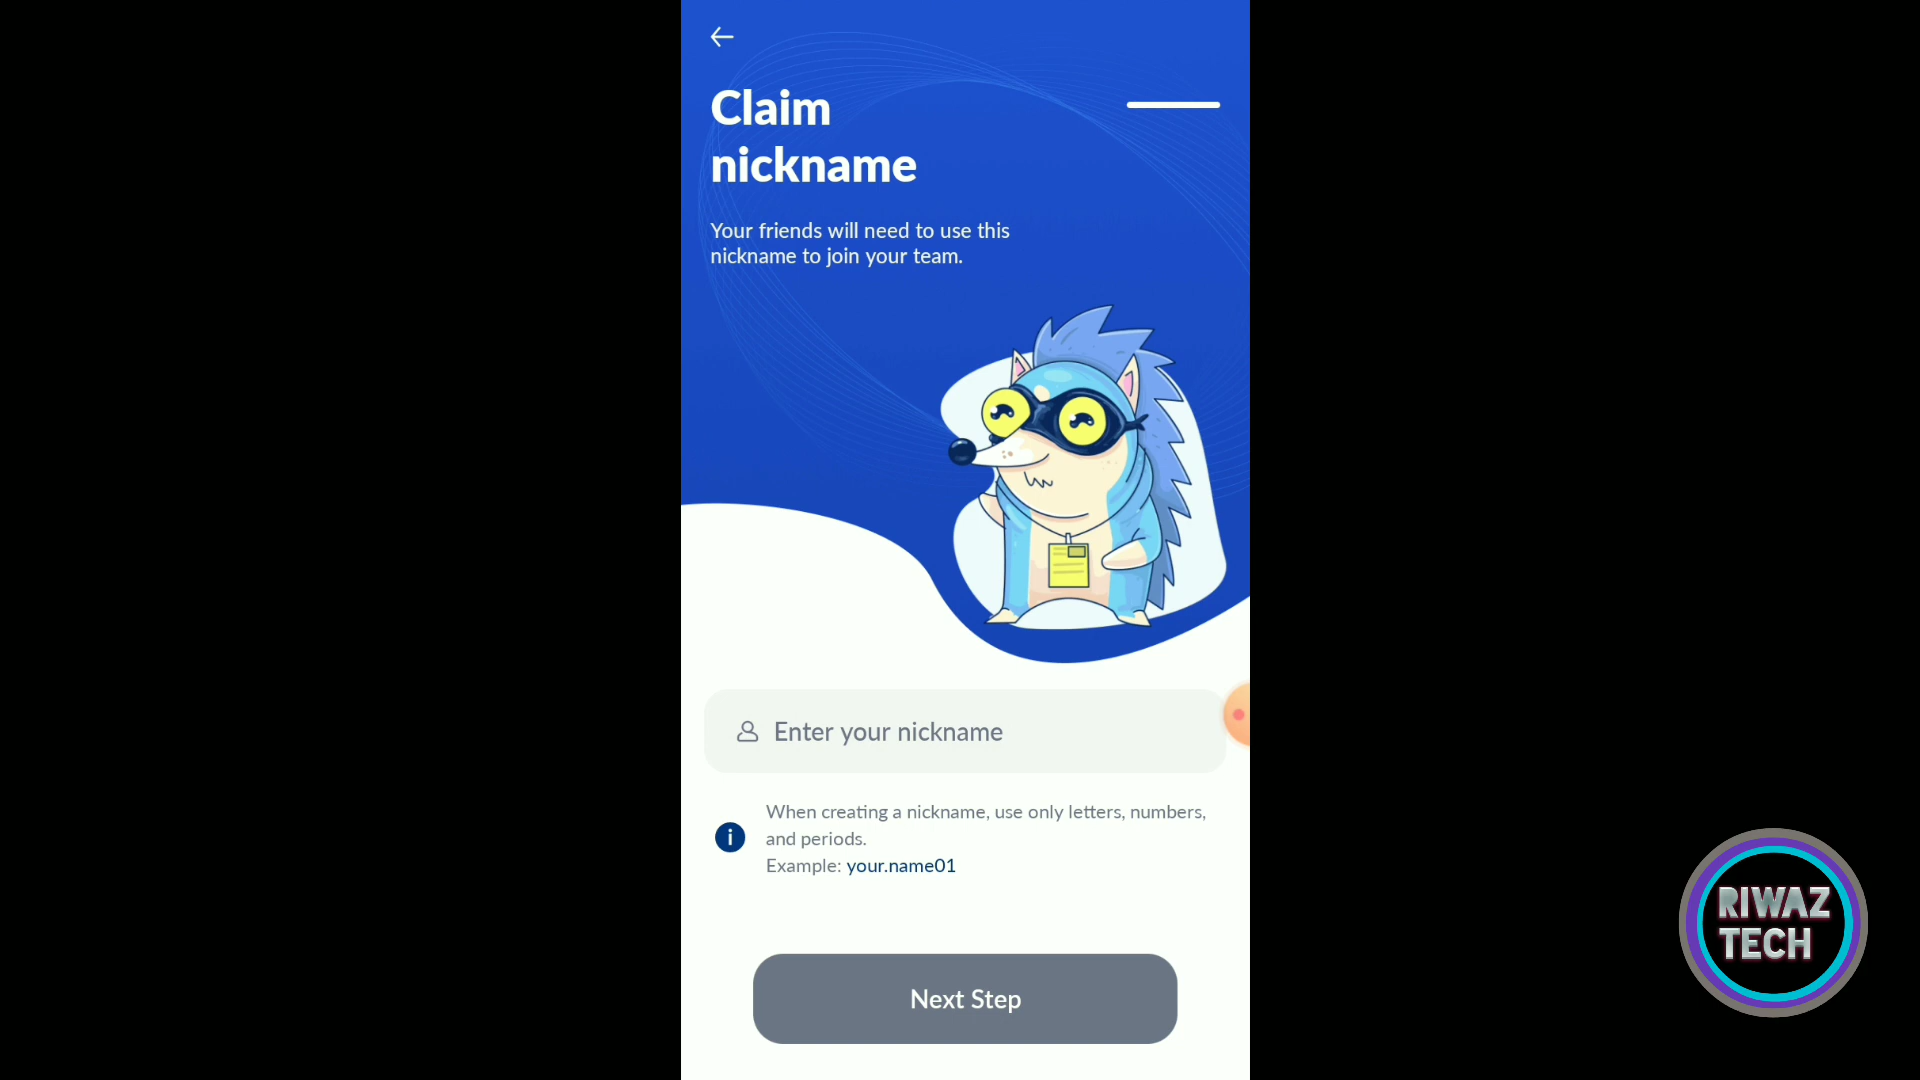 Claim
nickname
Your friends will need to use this
nickname to join your team.
Enter your nickname
When creating a nickname, use only letters, numbers,
and periods.
Example: your.name01
Next Step
RIWAZ
TECH